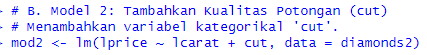 # B. Model 2: Tambahkan Kualitas Potongan (cut)
# Menambahkan variabel kategorikal 'cut'.
mod2 <- lm(lprice ~ lcarat + cut, data = diamonds2)